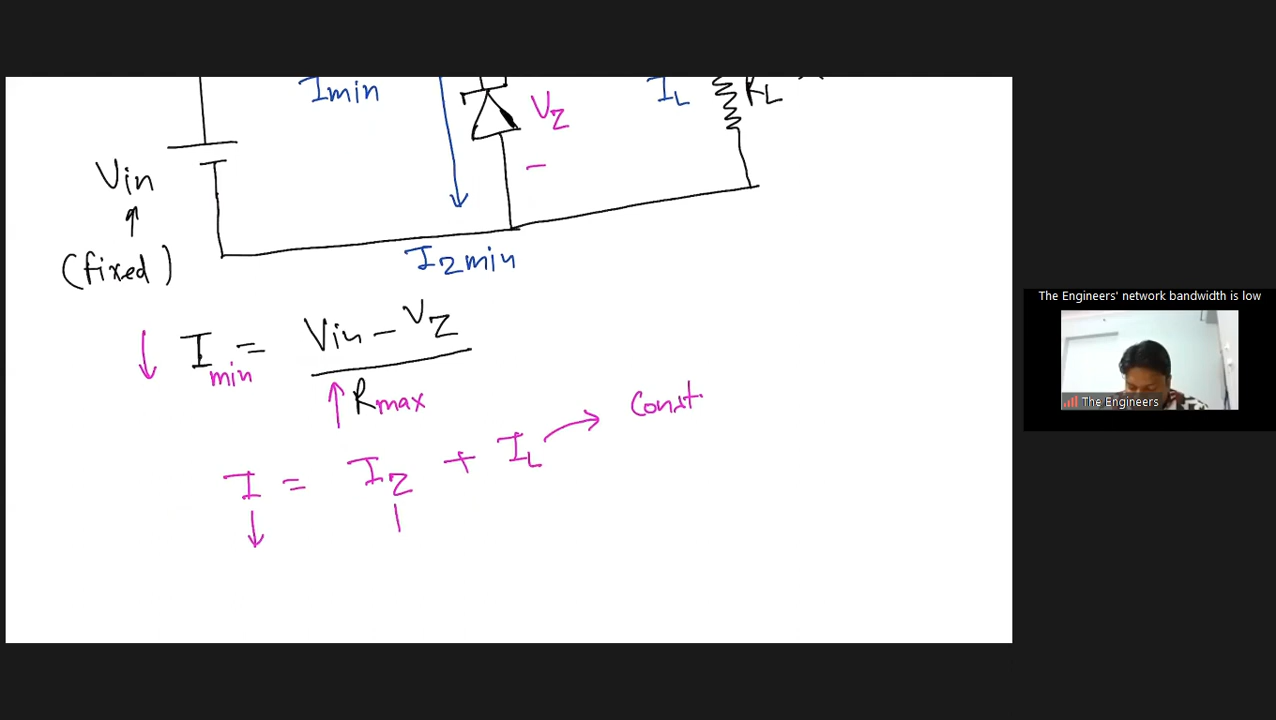 Imin
VZ
IL
RL
Vin
−
(fixed)
IZmin
Imin = Vin − VZ
Rmax
Const
I = IZ + IL
The Engineers' network bandwidth is low
The Engineers